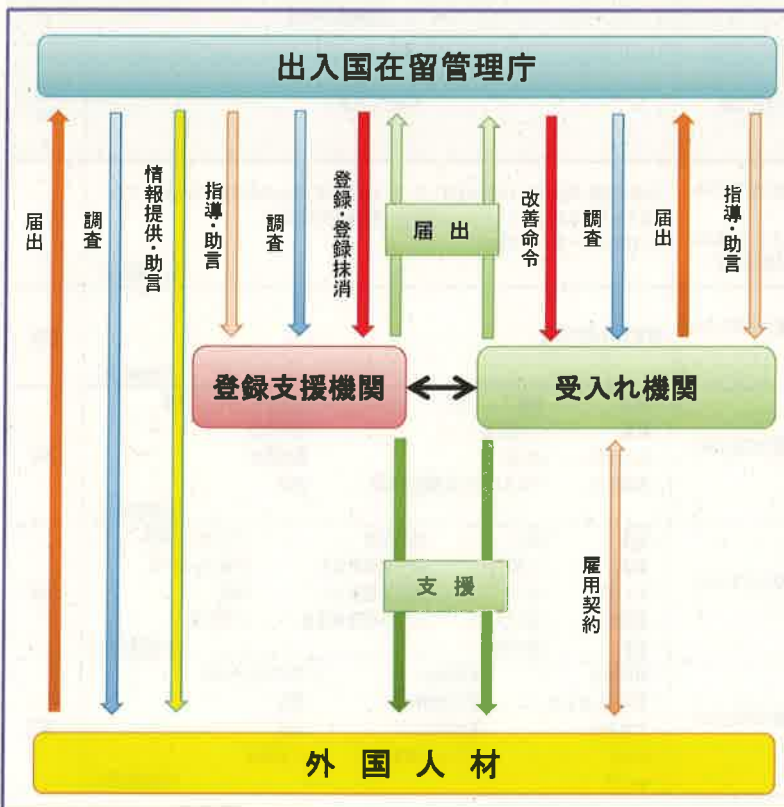 出入国在留管理庁
届出
調査
情報提供・助言
指導・助言
調査
登録・登録抹消
届出
改善命令
調査
届出
指導・助言
登録支援機関
受入れ機関
支援
雇用契約
外国人材